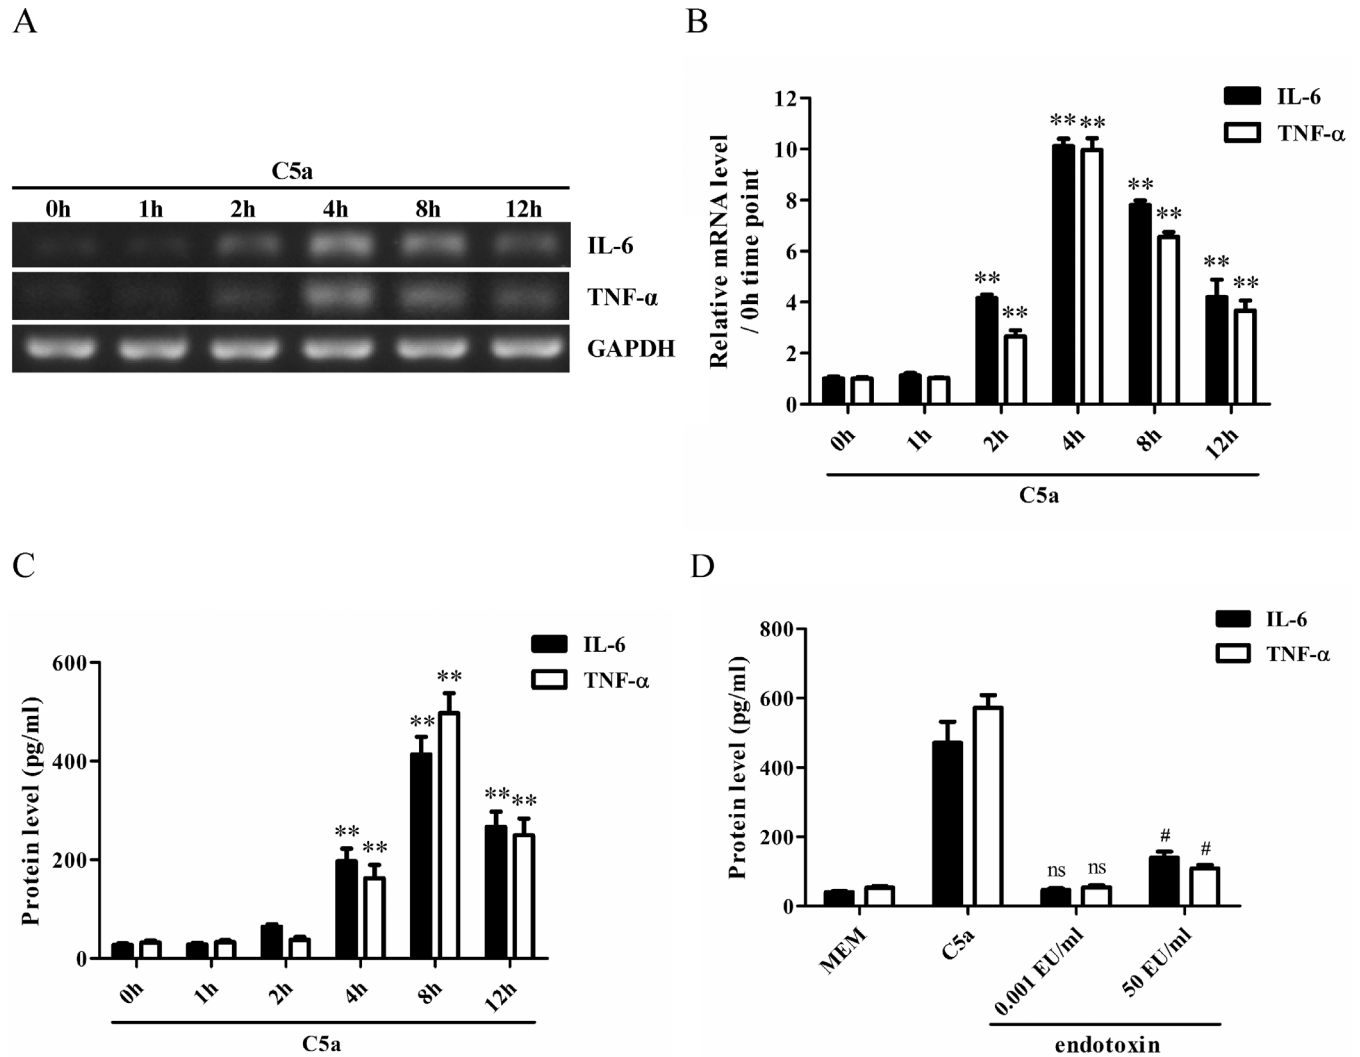 A
C5a
0h 1h 2h 4h 8h 12h
IL-6
TNF-α
GAPDH
B
IL-6
TNF-α
Relative mRNA level
/ 0h time point
12
10
8
6
4
2
0
** **
** **
** **
** **
0h 1h 2h 4h 8h 12h
C5a
C
IL-6
TNF-α
Protein level (pg/ml)
600
400
200
0
** **
** **
** **
0h 1h 2h 4h 8h 12h
C5a
D
IL-6
TNF-α
Protein level (pg/ml)
800
600
400
200
0
ns ns
# #
MEM C5a 0.001 EU/ml 50 EU/ml
endotoxin